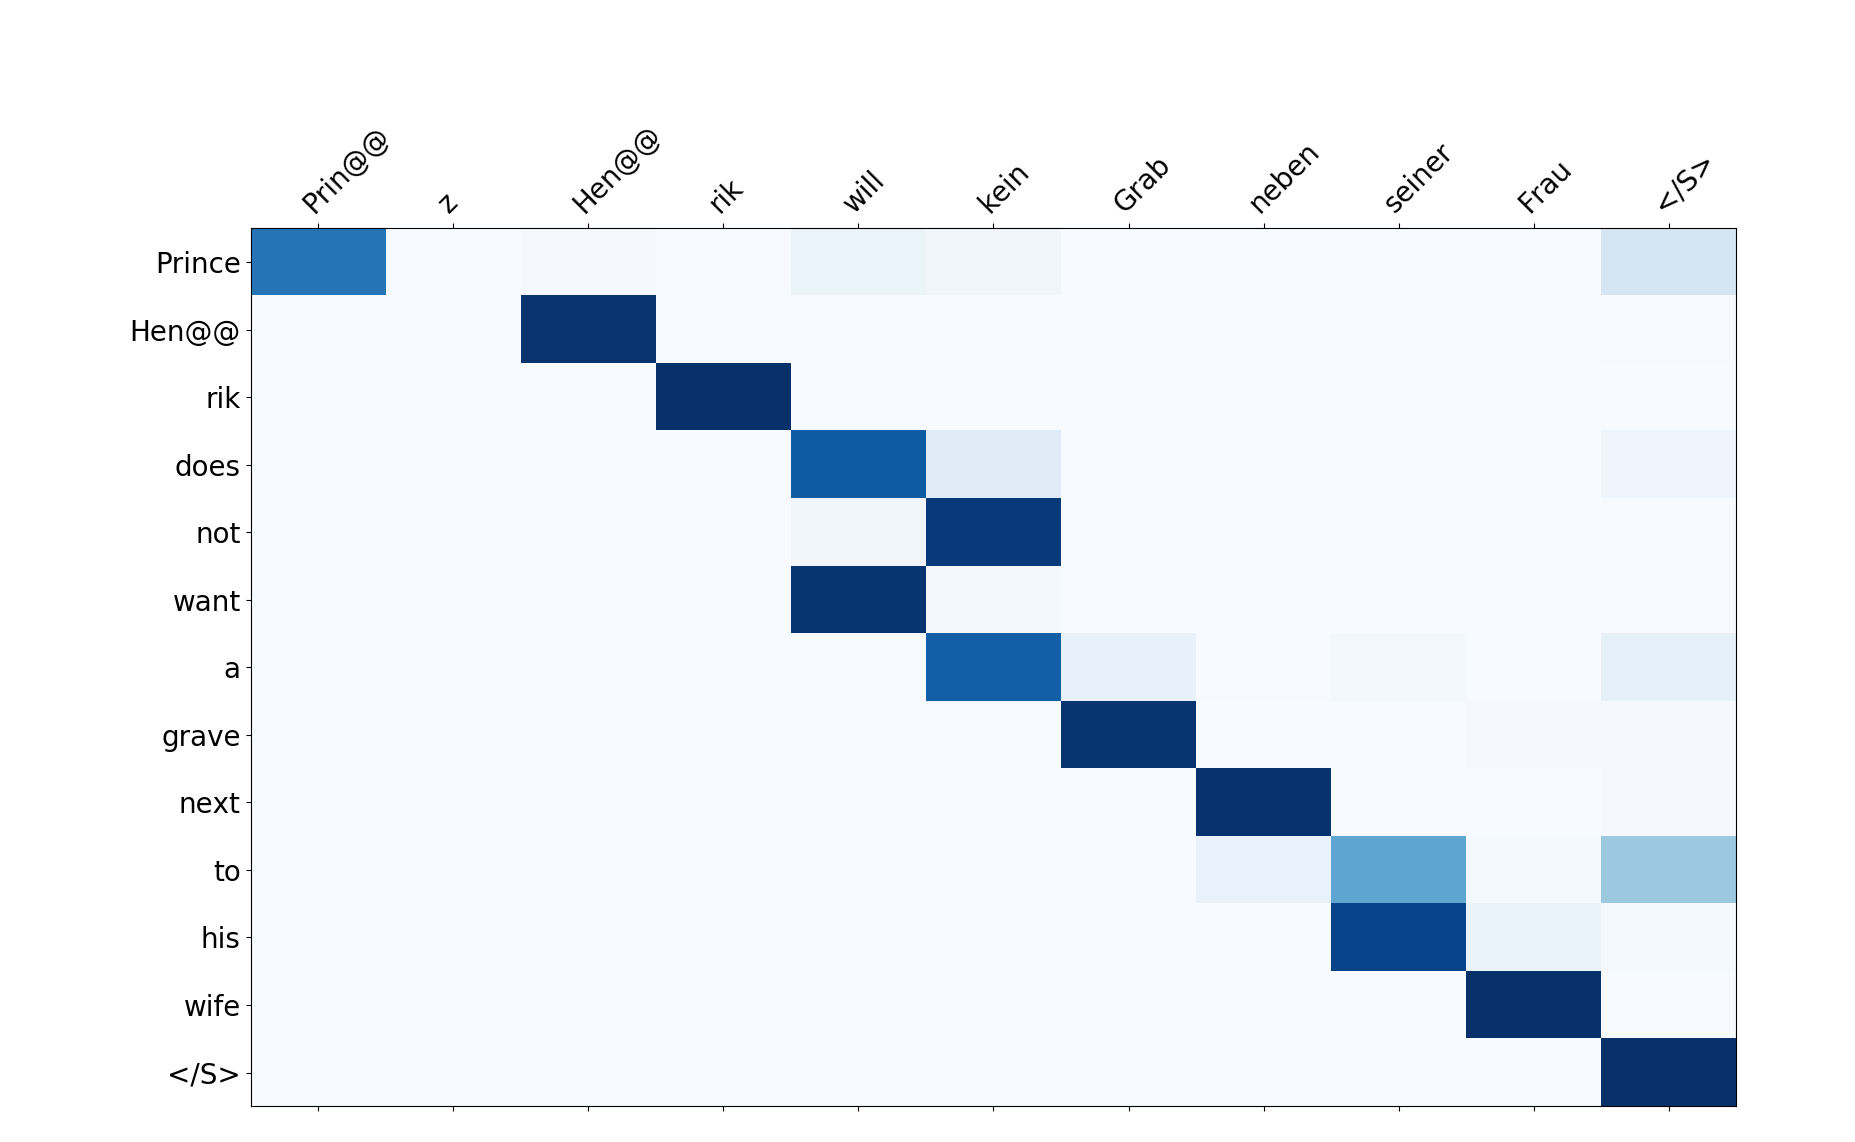 Prin@@ z Hen@@ rik will kein Grab neben seiner Frau </S>
Prince
Hen@@
rik
does
not
want
a
grave
next
to
his
wife
</S>